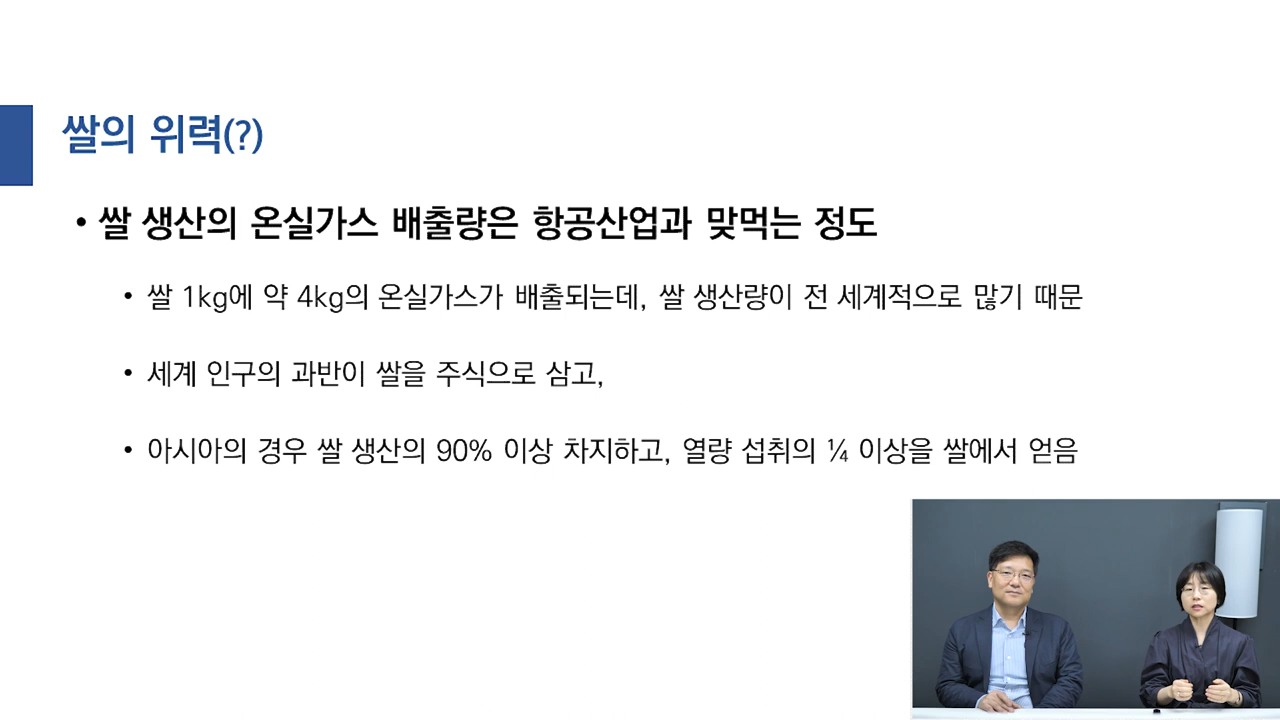 쌀의 위력(?)
• 쌀 생산의 온실가스 배출량은 항공산업과 맞먹는 정도
• 쌀 1kg에 약 4kg의 온실가스가 배출되는데, 쌀 생산량이 전 세계적으로 많기 때문
• 세계 인구의 과반이 쌀을 주식으로 삼고,
• 아시아의 경우 쌀 생산의 90% 이상 차지하고, 열량 섭취의 ¼ 이상을 쌀에서 얻음